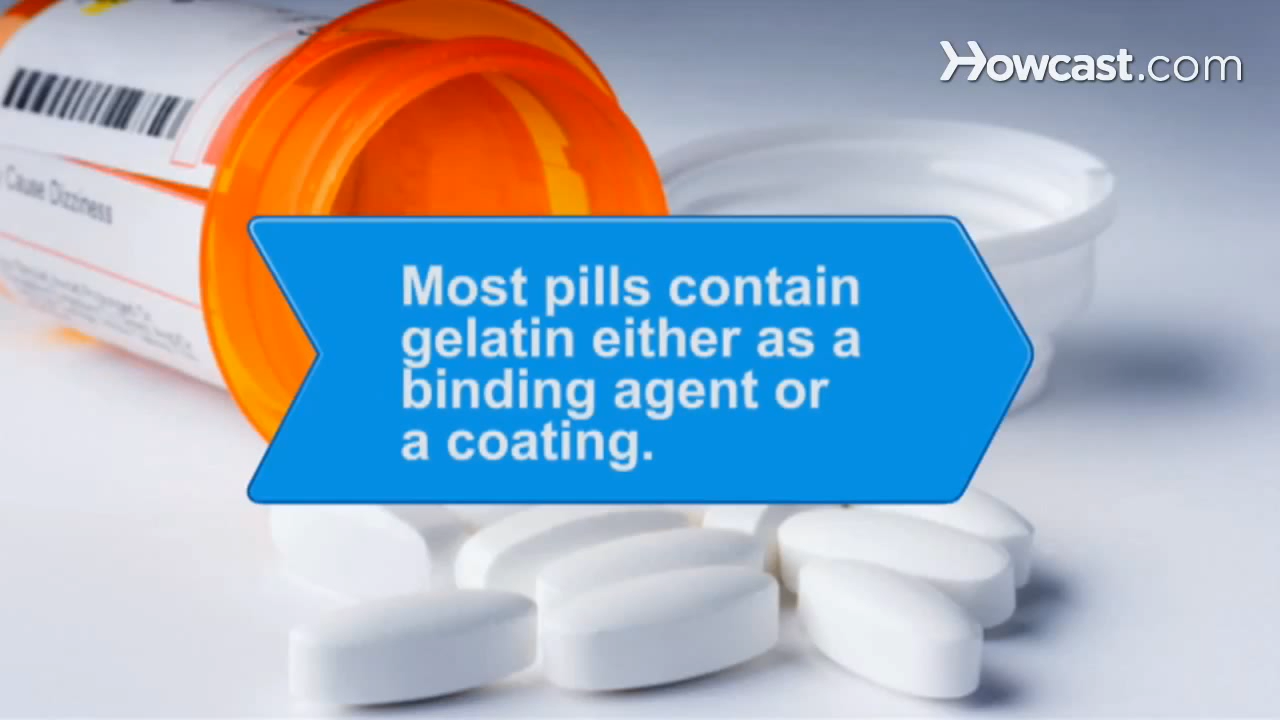 Howcast.com
Cause Dizziness
Most pills contain
gelatin either as a
binding agent or
a coating.